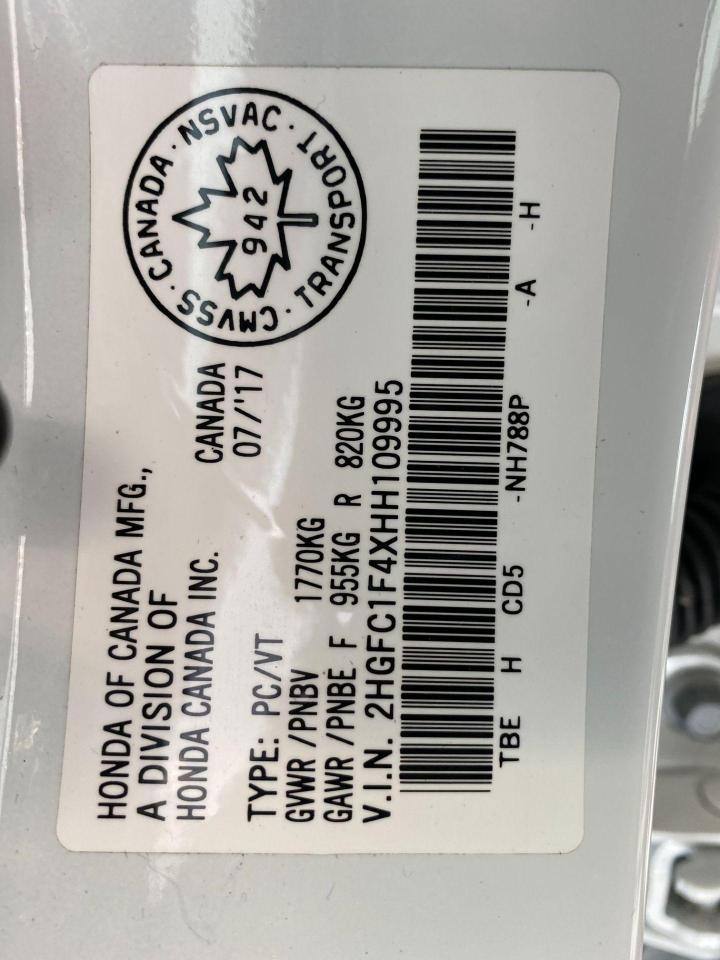 HONDA OF CANADA MFG.,
A DIVISION OF
HONDA CANADA INC.
CANADA
07/'17
CMVSS · CANADA · NSVAC · TRANSPORT ·
942
TYPE: PC/VT
GVWR /PNBV 1770KG
GAWR /PNBE F 955KG R 820KG
V.I.N. 2HGFC1F4XHH109995
TBE H CD5 -NH788P -A -H